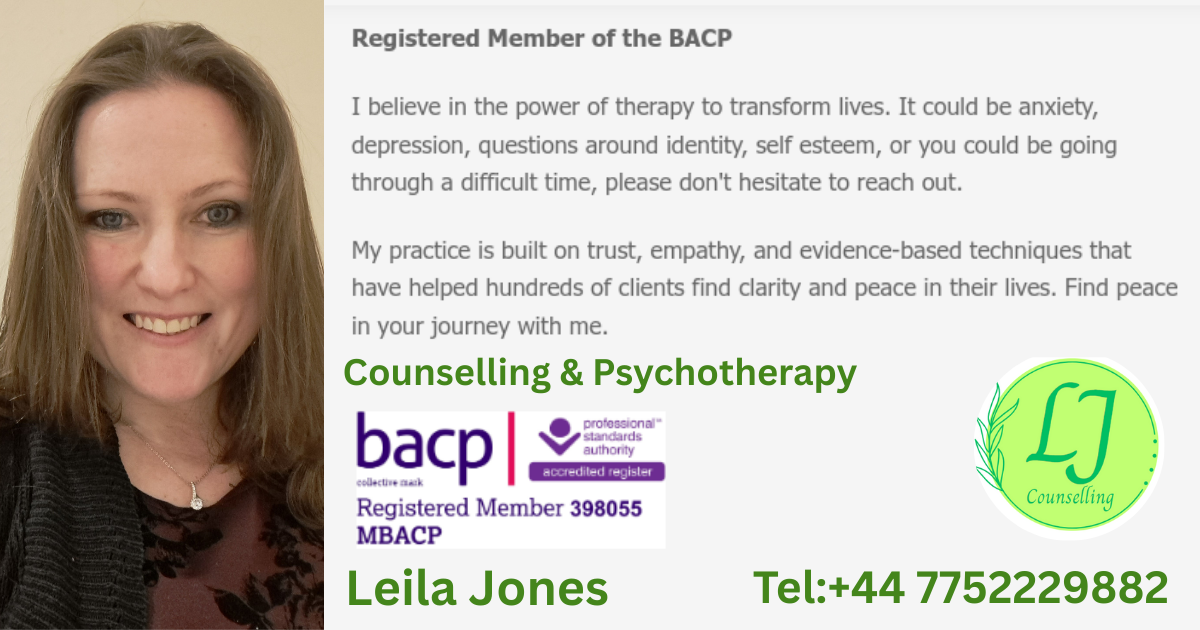 Registered Member of the BACP
I believe in the power of therapy to transform lives. It could be anxiety,
depression, questions around identity, self esteem, or you could be going
through a difficult time, please don't hesitate to reach out.
My practice is built on trust, empathy, and evidence-based techniques that
have helped hundreds of clients find clarity and peace in their lives. Find peace
in your journey with me.
Counselling & Psychotherapy
bacp
collective mark
professional™
standards
authority
accredited register
Registered Member 398055
MBACP
LJ
Counselling
Leila Jones
Tel:+44 7752229882